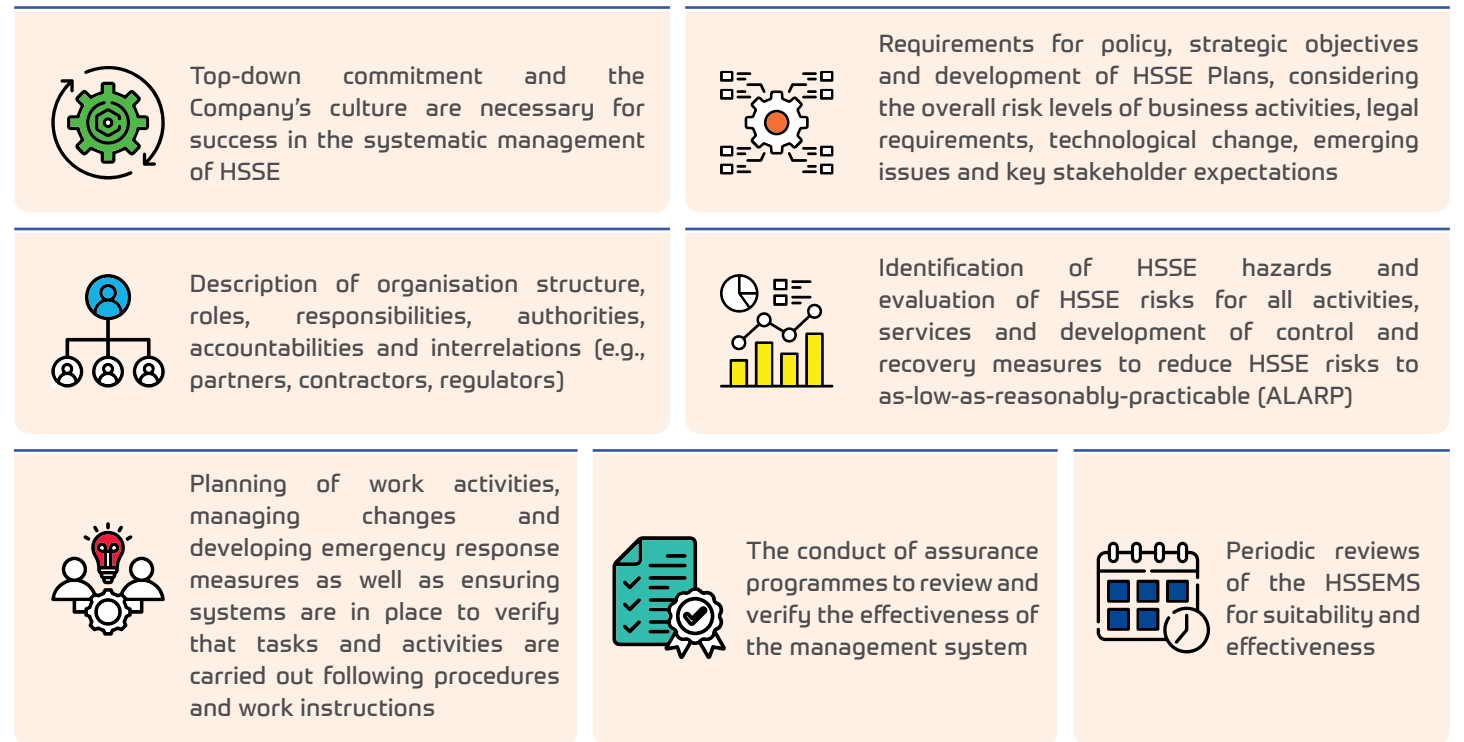 Top-down commitment and the
Company's culture are necessary for
success in the systematic management
of HSSE
Requirements for policy, strategic objectives
and development of HSSE Plans, considering
the overall risk levels of business activities, legal
requirements, technological change, emerging
issues and key stakeholder expectations
Description of organisation structure,
roles, responsibilities, authorities,
accountabilities and interrelations (e.g.,
partners, contractors, regulators)
Identification of HSSE hazards and
evaluation of HSSE risks for all activities,
services and development of control and
recovery measures to reduce HSSE risks to
as-low-as-reasonably-practicable (ALARP)
Planning of work activities,
managing changes and
developing emergency response
measures as well as ensuring
systems are in place to verify
that tasks and activities are
carried out following procedures
and work instructions
The conduct of assurance
programmes to review and
verify the effectiveness of
the management system
Periodic reviews
of the HSSEMS
for suitability and
effectiveness